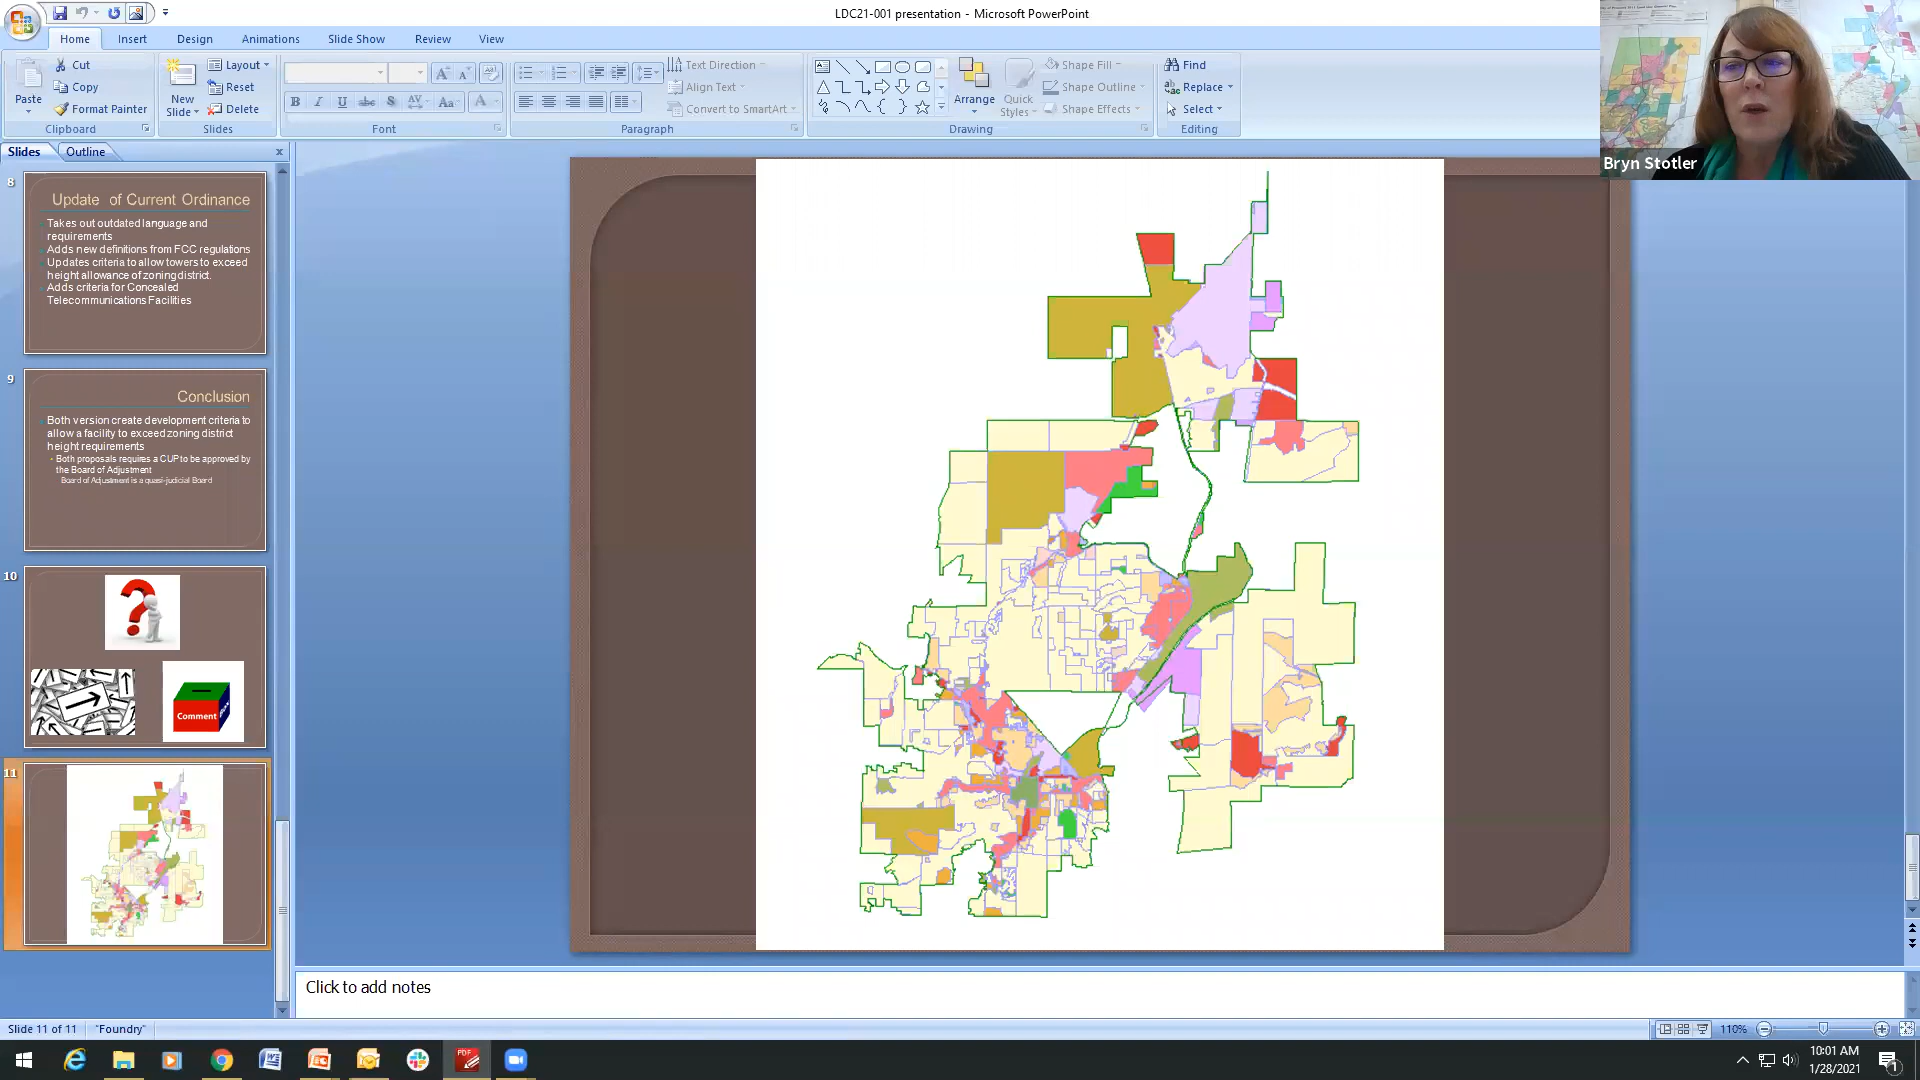 LDC21-001 presentation - Microsoft PowerPoint
Home Insert Design Animations Slide Show Review View
Paste
Cut
Copy
Format Painter
Clipboard
New Slide
Layout
Reset
Delete
Slides
Font
Text Direction
Align Text
Convert to SmartArt
Paragraph
Arrange
Quick Styles
Shape Fill
Shape Outline
Shape Effects
Drawing
Find
Replace
Select
Editing
Bryn Stotler
Slides Outline x
8
Update of Current Ordinance
Takes out outdated language and
requirements
Adds new definitions from FCC regulations
Updates criteria to allow towers to exceed
height allowance of zoning district.
Adds criteria for Concealed
Telecommunications Facilities
9
Conclusion
Both version create development criteria to
allow a facility to exceed zoning district
height requirements
Both proposals requires a CUP to be approved by
the Board of Adjustment
Board of Adjustment is a quasi-judicial Board
10
?
Comment
11
Click to add notes
Slide 11 of 11 "Foundry" 110%
10:01 AM
1/28/2021
PDF
1